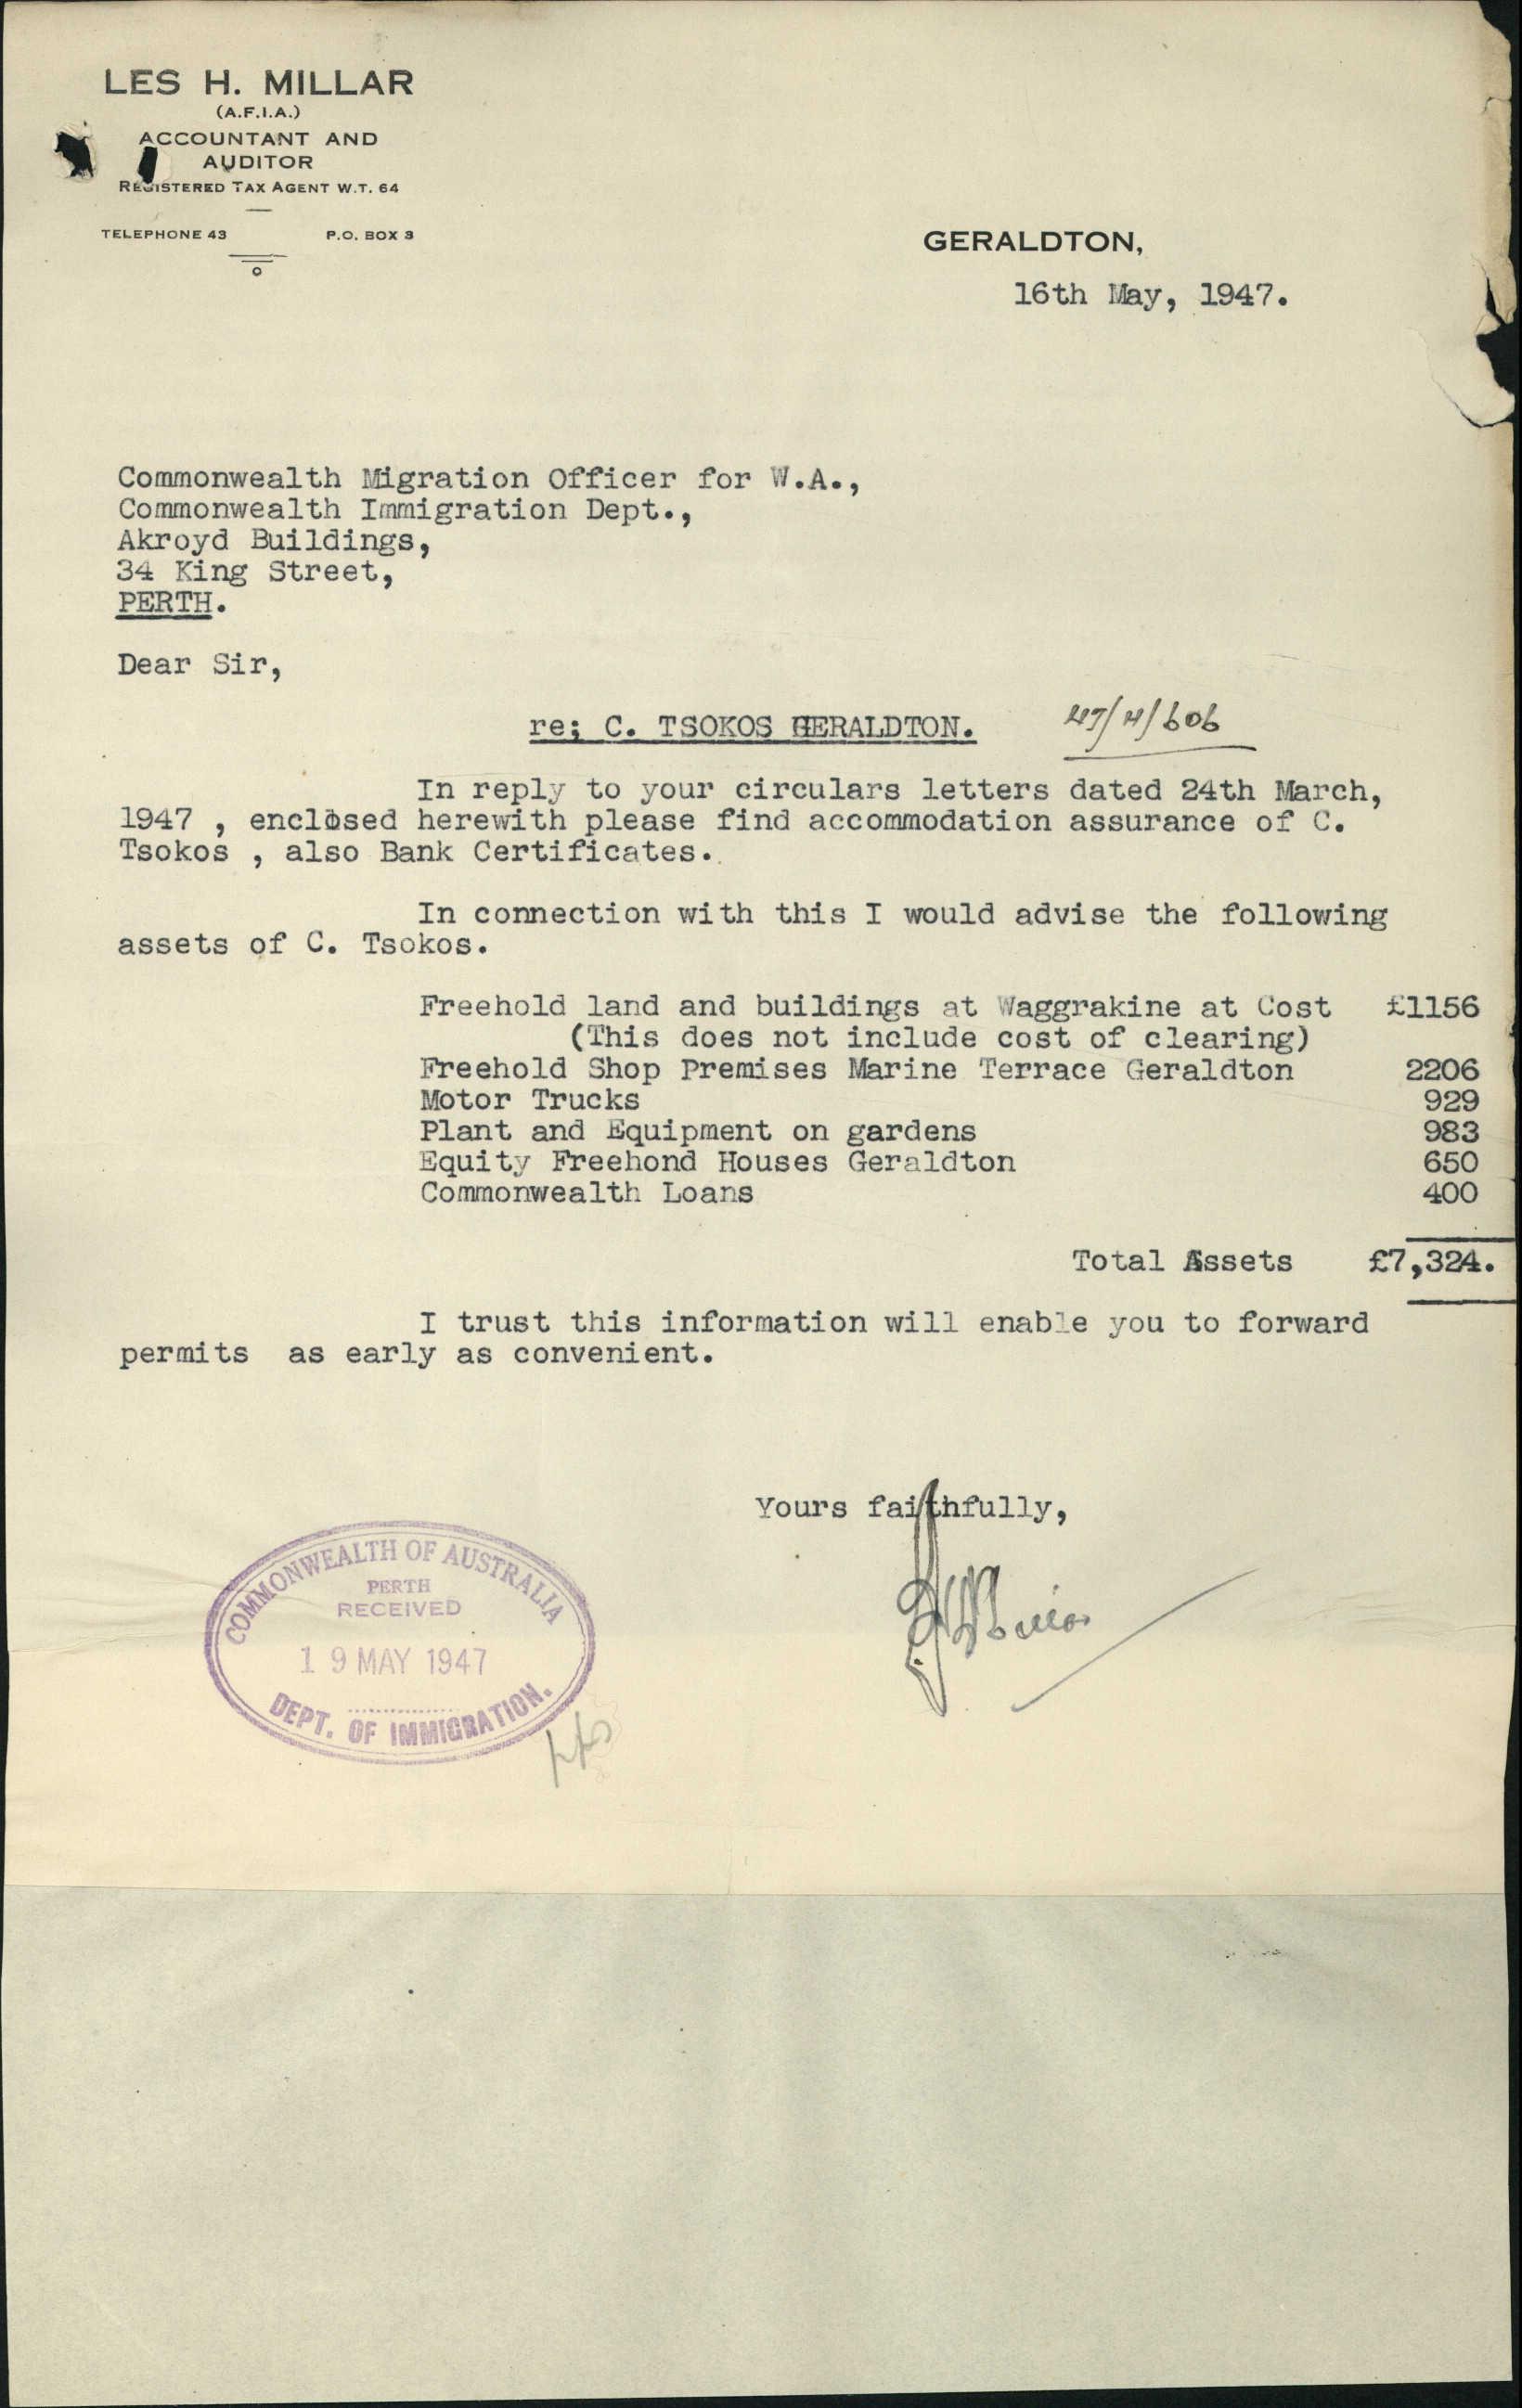 LES H. MILLAR
(A.F.I.A.)
ACCOUNTANT AND
AUDITOR
REGISTERED TAX AGENT W.T. 64
TELEPHONE 43 P.O. BOX 3
GERALDTON,
16th May, 1947.
Commonwealth Migration Officer for W.A.,
Commonwealth Immigration Dept.,
Akroyd Buildings,
34 King Street,
PERTH.
Dear Sir,
re; C. TSOKOS GERALDTON. 47/4/606
In reply to your circulars letters dated 24th March,
1947 , enclosed herewith please find accommodation assurance of C.
Tsokos , also Bank Certificates.
In connection with this I would advise the following
assets of C. Tsokos.
Freehold land and buildings at Waggrakine at Cost £1156
(This does not include cost of clearing)
Freehold Shop Premises Marine Terrace Geraldton 2206
Motor Trucks 929
Plant and Equipment on gardens 983
Equity Freehond Houses Geraldton 650
Commonwealth Loans 400
Total Assets £7,324.
I trust this information will enable you to forward
permits as early as convenient.
Yours faithfully,
COMMONWEALTH OF AUSTRALIA
PERTH
RECEIVED
19 MAY 1947
DEPT. OF IMMIGRATION.